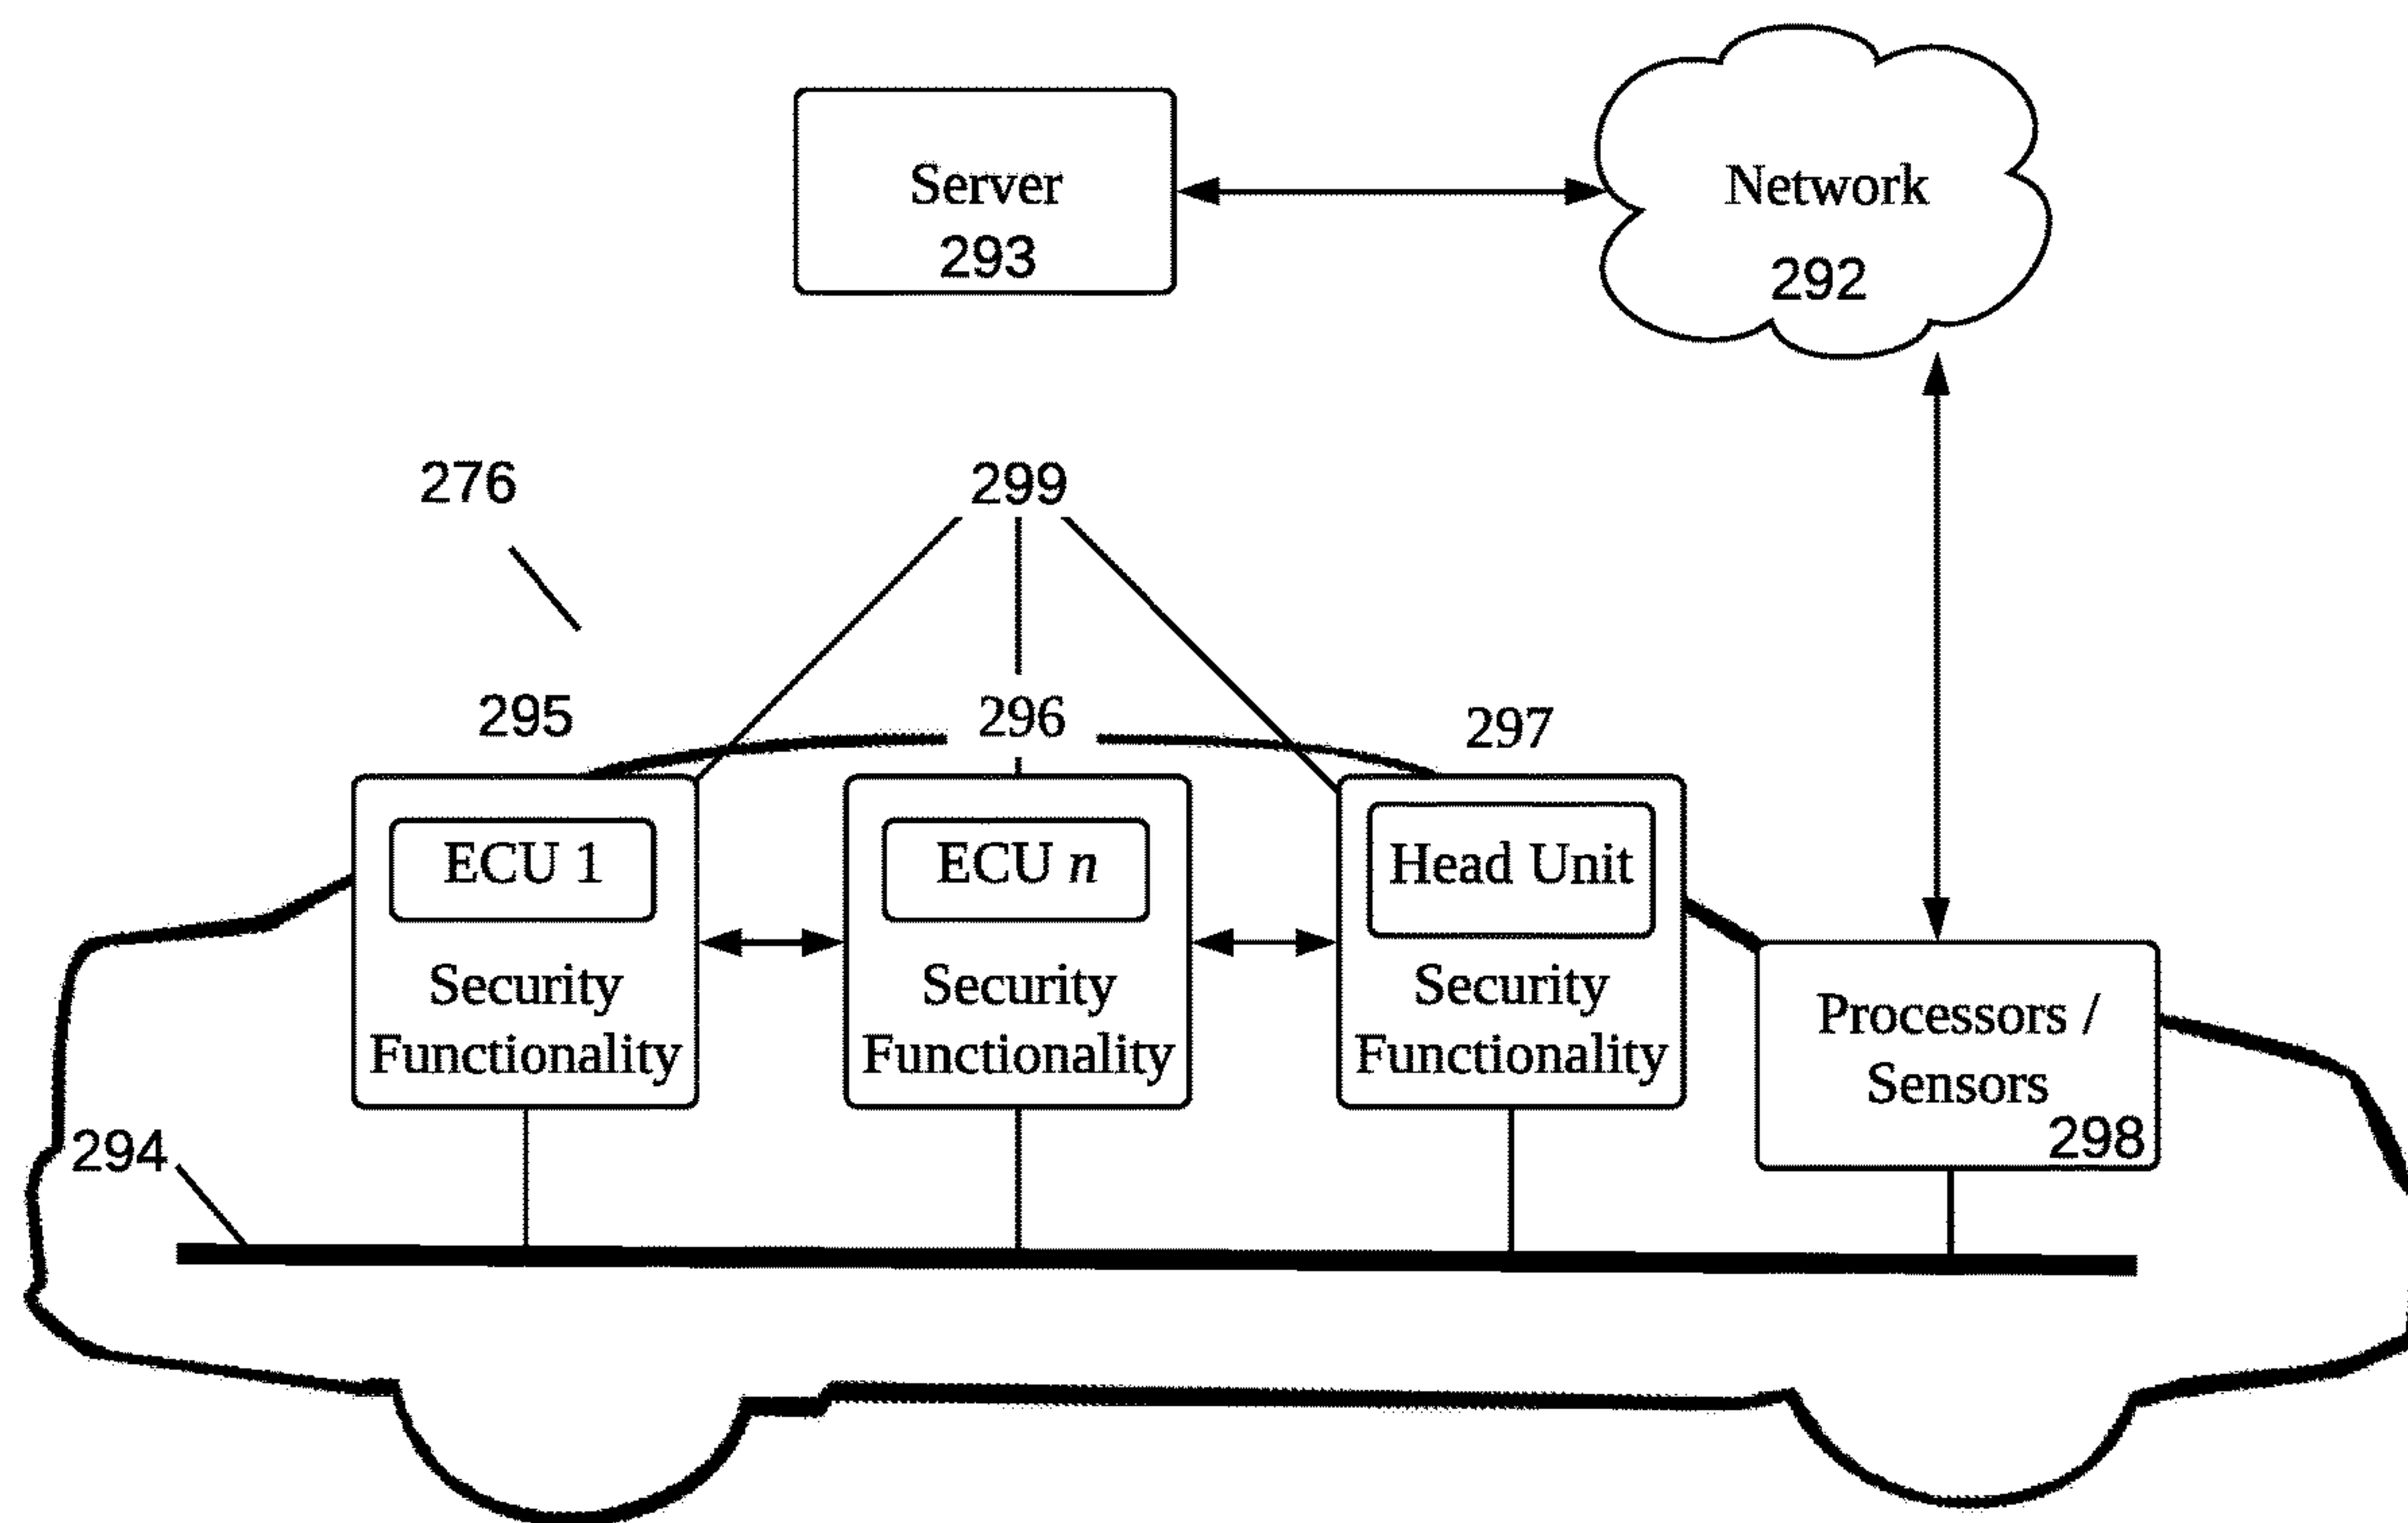 Server
293
Network
292
276
299
295
296
297
ECU 1
Security
Functionality
ECU n
Security
Functionality
Head Unit
Security
Functionality
Processors /
Sensors
298
294